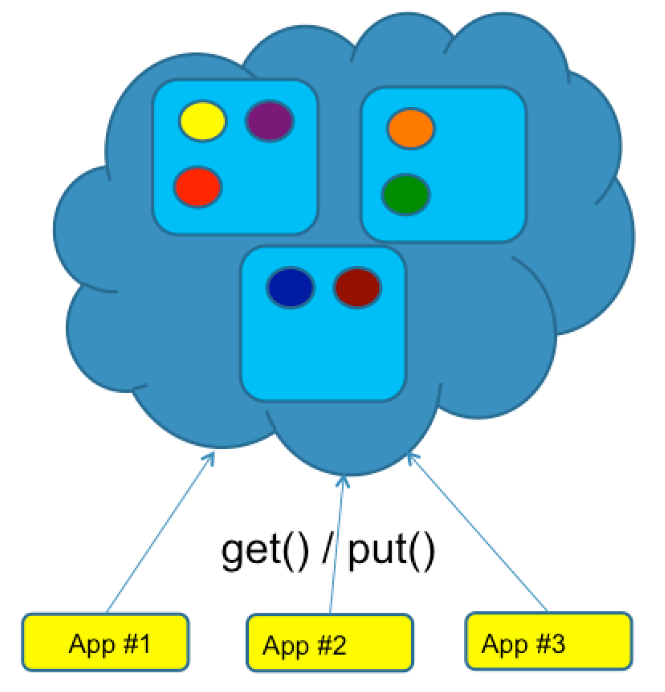 get() / put()
App #1
App #2
App #3